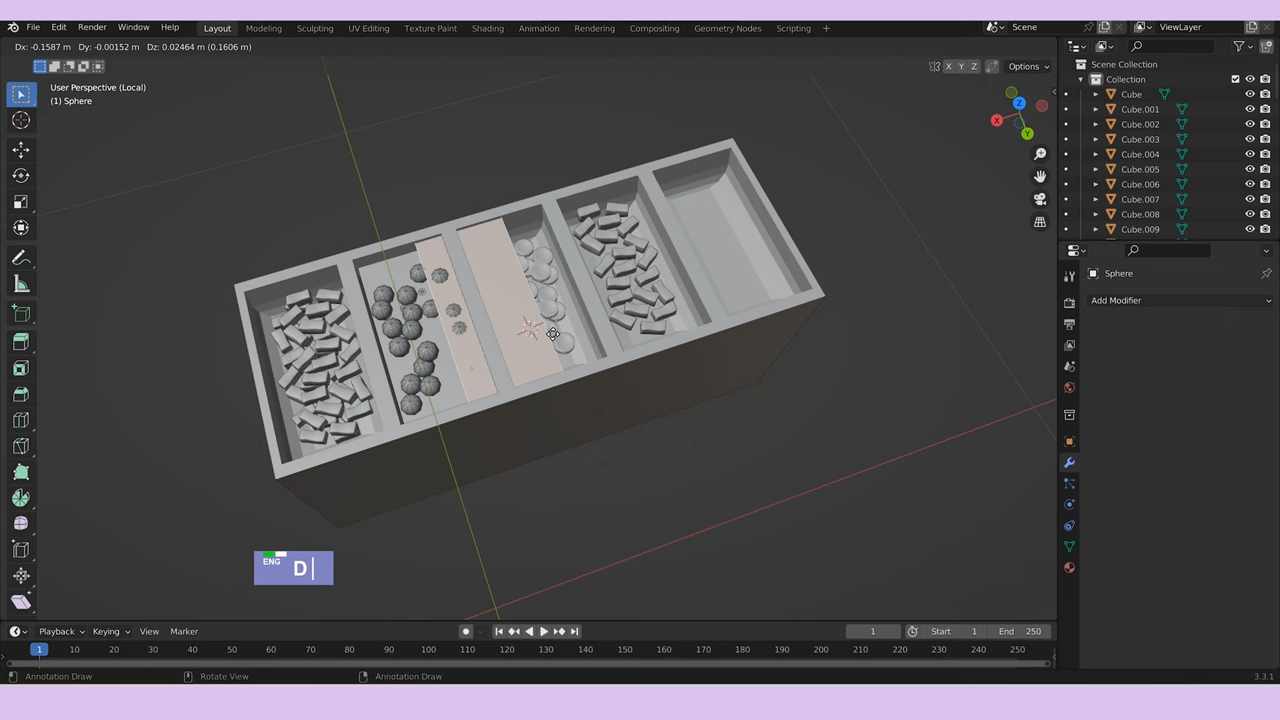 File Edit Render Window Help Layout Modeling Sculpting UV Editing Texture Paint Shading Animation Rendering Compositing Geometry Nodes Scripting + Scene ViewLayer
Dx: -0.1587 m Dy: -0.00152 m Dz: 0.02464 m (0.1606 m)
X Y Z Options
User Perspective (Local)
(1) Sphere
Z
X
Y
Scene Collection
Collection
Cube
Cube.001
Cube.002
Cube.003
Cube.004
Cube.005
Cube.006
Cube.007
Cube.008
Cube.009
Sphere
Add Modifier
ENG
D
Playback Keying View Marker 1 Start 1 End 250
1 10 20 30 40 50 60 70 80 90 100 110 120 130 140 150 160 170 180 190 200 210 220 230 240 250
Annotation Draw Rotate View Annotation Draw 3.3.1